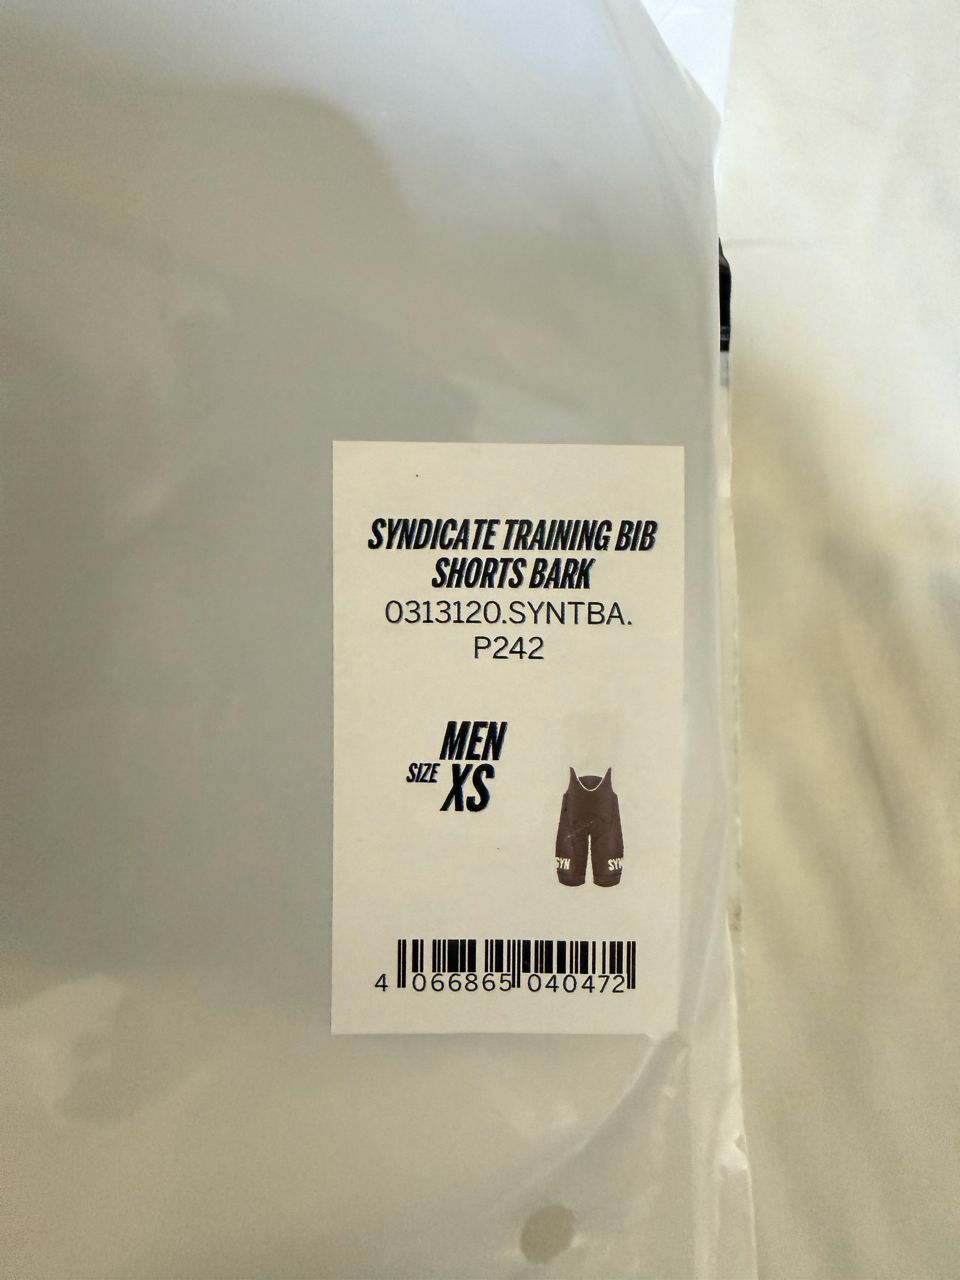 SYNDICATE TRAINING BIB
SHORTS BARK
0313120.SYNTBA.
P242
MEN
SIZE XS
SYN SYN
4 066865 040472